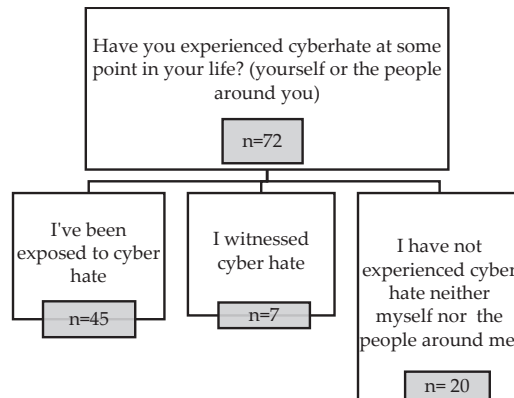 Have you experienced cyberhate at some
point in your life? (yourself or the people
around you)
n=72
I've been
exposed to cyber
hate
n=45
I witnessed
cyber hate
n=7
I have not
experienced cyber
hate neither
myself nor the
people around me
n= 20